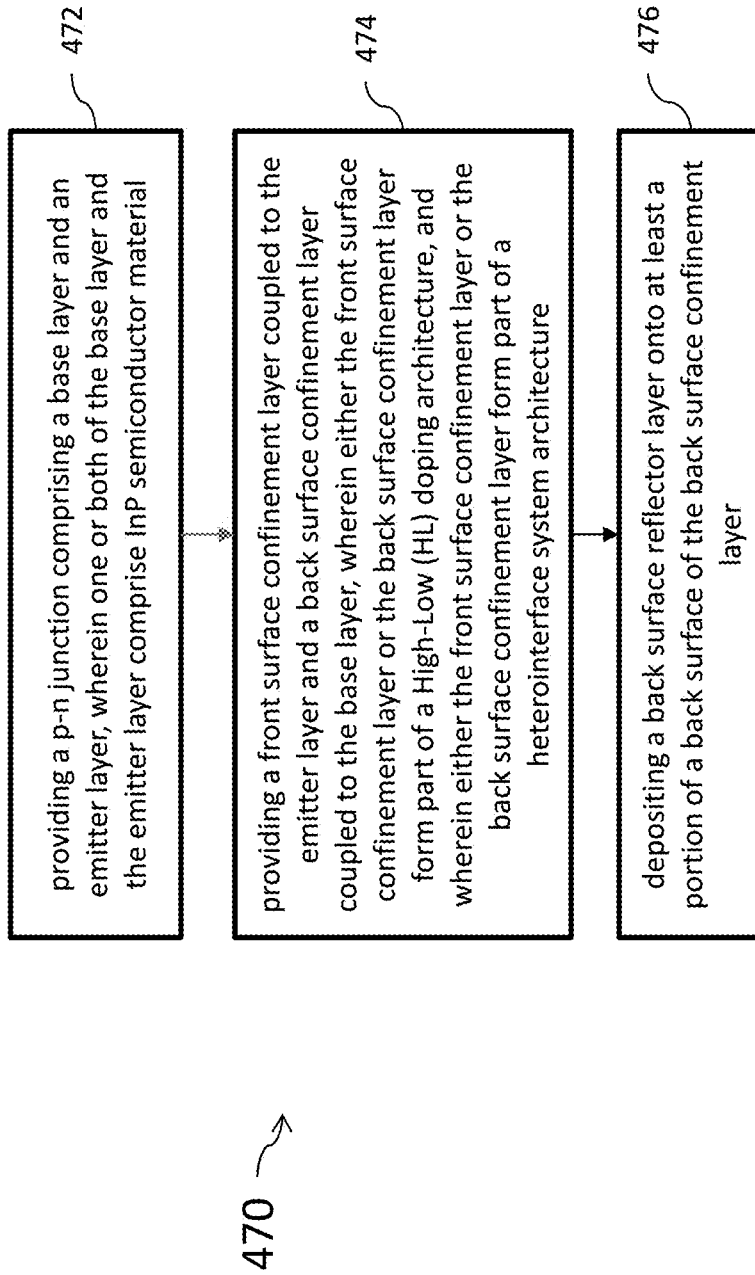 470
providing a p-n junction comprising a base layer and an
emitter layer, wherein one or both of the base layer and
the emitter layer comprise InP semiconductor material
472
providing a front surface confinement layer coupled to the
emitter layer and a back surface confinement layer
coupled to the base layer, wherein either the front surface
confinement layer or the back surface confinement layer
form part of a High-Low (HL) doping architecture, and
wherein either the front surface confinement layer or the
back surface confinement layer form part of a
heterointerface system architecture
474
depositing a back surface reflector layer onto at least a
portion of a back surface of the back surface confinement
layer
476